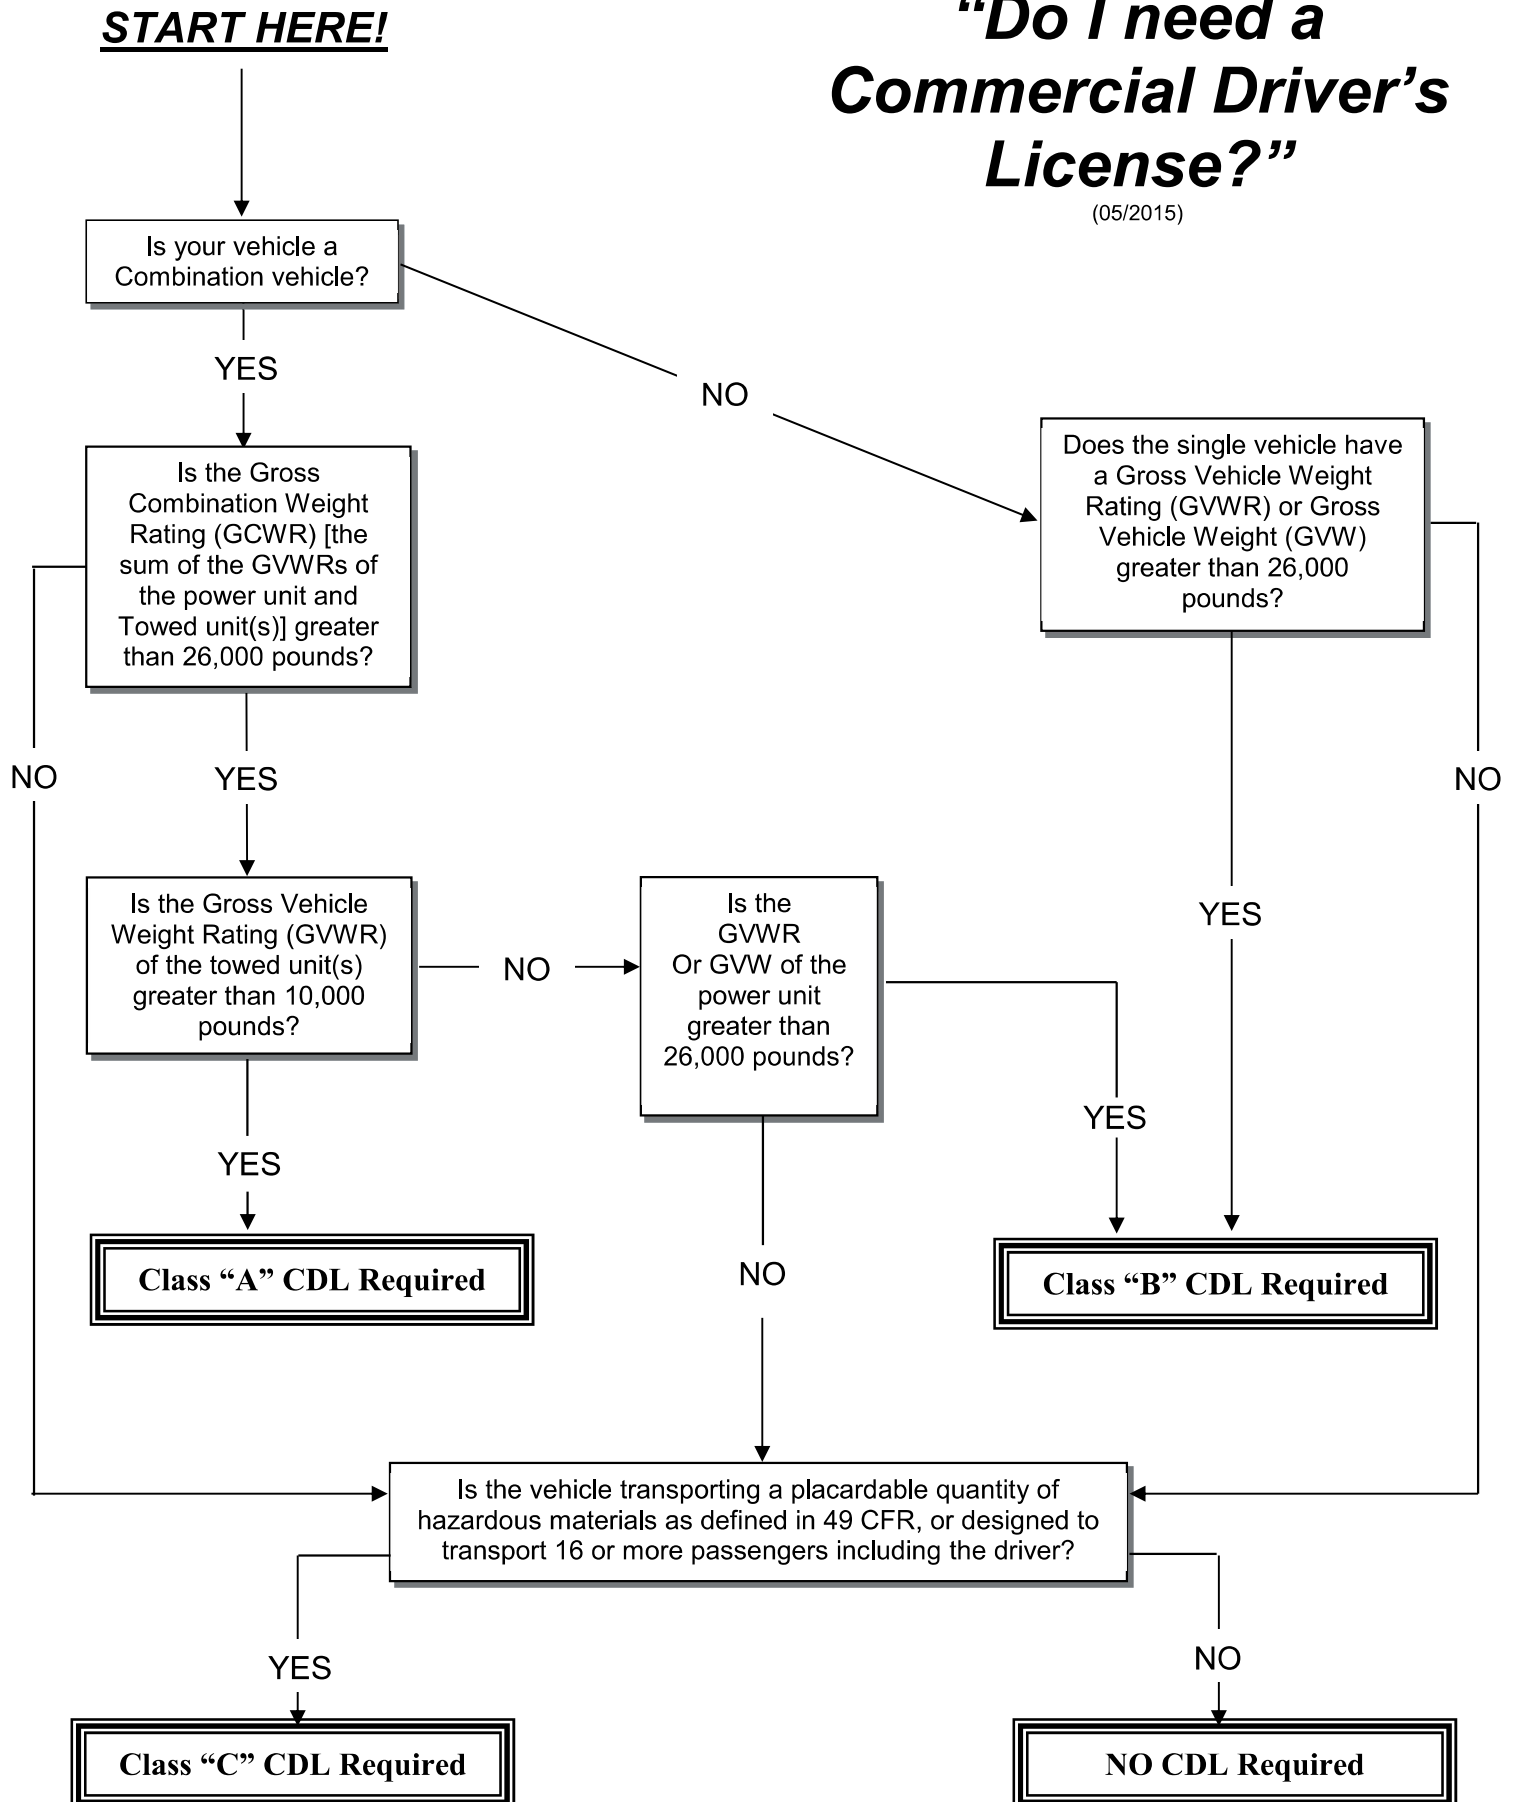 START HERE!
“Do I need a
Commercial Driver’s
License?”
(05/2015)
Is your vehicle a
Combination vehicle?
YES
NO
Is the Gross
Combination Weight
Rating (GCWR) [the
sum of the GVWRs of
the power unit and
Towed unit(s)] greater
than 26,000 pounds?
Does the single vehicle have
a Gross Vehicle Weight
Rating (GVWR) or Gross
Vehicle Weight (GVW)
greater than 26,000
pounds?
NO
YES
NO
Is the Gross Vehicle
Weight Rating (GVWR)
of the towed unit(s)
greater than 10,000
pounds?
NO
Is the
GVWR
Or GVW of the
power unit
greater than
26,000 pounds?
YES
YES
YES
NO
Class “A” CDL Required
Class “B” CDL Required
Is the vehicle transporting a placardable quantity of
hazardous materials as defined in 49 CFR, or designed to
transport 16 or more passengers including the driver?
YES
NO
Class “C” CDL Required
NO CDL Required